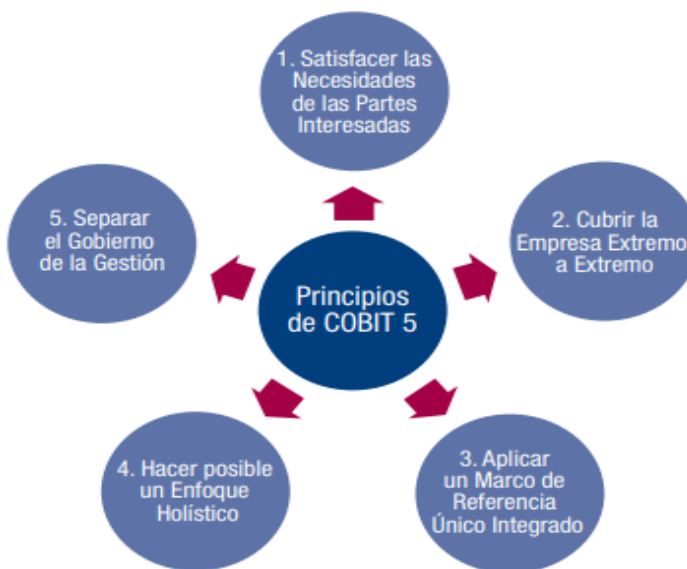 1. Satisfacer las
Necesidades
de las Partes
Interesadas
2. Cubrir la
Empresa Extremo
a Extremo
3. Aplicar
un Marco de
Referencia
Único Integrado
4. Hacer posible
un Enfoque
Holístico
5. Separar
el Gobierno
de la Gestión
Principios
de COBIT 5